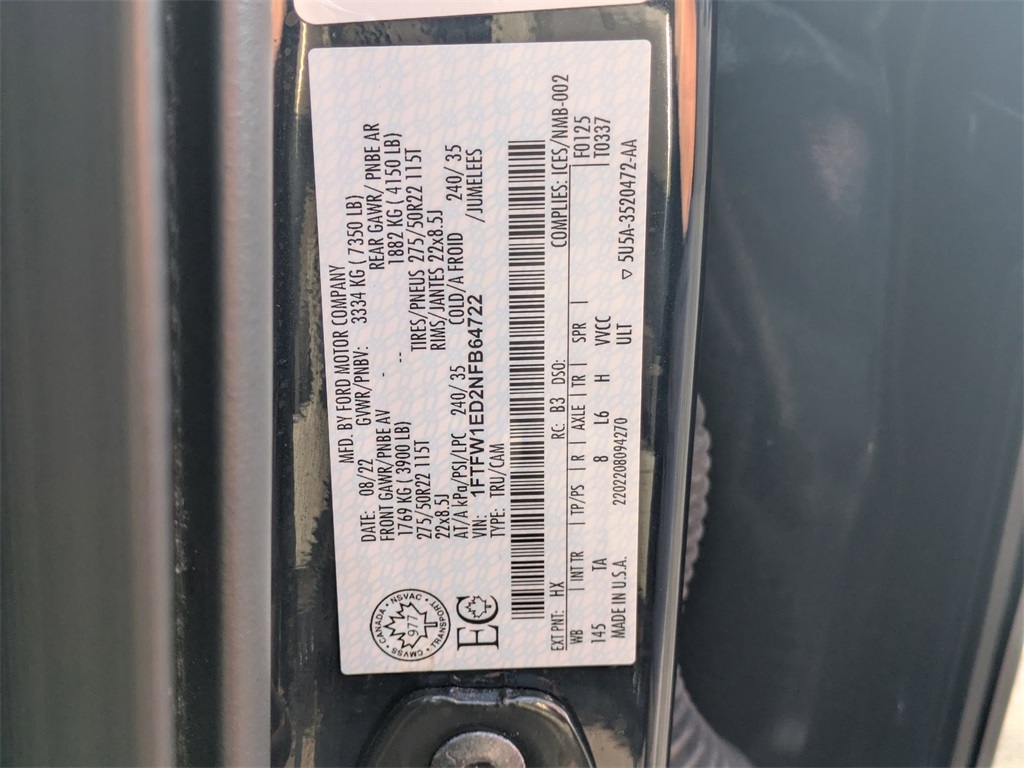 MFD. BY FORD MOTOR COMPANY
DATE: 08/22 GVWR/PNBV: 3334 KG ( 7350 LB)
FRONT GAWR/PNBE AV REAR GAWR/ PNBE AR
1769 KG ( 3900 LB) -- 1882 KG ( 4150 LB)
275/50R22 115T TIRES/PNEUS 275/50R22 115T
22x8.5J RIMS/JANTES 22x8.5J
AT/A kPa/PSI/LPC 240/ 35 COLD/A FROID 240/ 35
VIN: 1FTFW1ED2NFB64722 /JUMELEES
TYPE: TRU/CAM
CANADA • NSVAC • TRANSPORT • CMVSS •
977
EC
COMPLIES: ICES/NMB-002
EXT PNT: HX RC: B3 DSO: F0125
WB INT TR TP/PS R AXLE TR SPR T0337
145 TA 8 L6 H VVCC
MADE IN U.S.A. 2202208094270 ULT
▽ 5U5A-3520472-AA